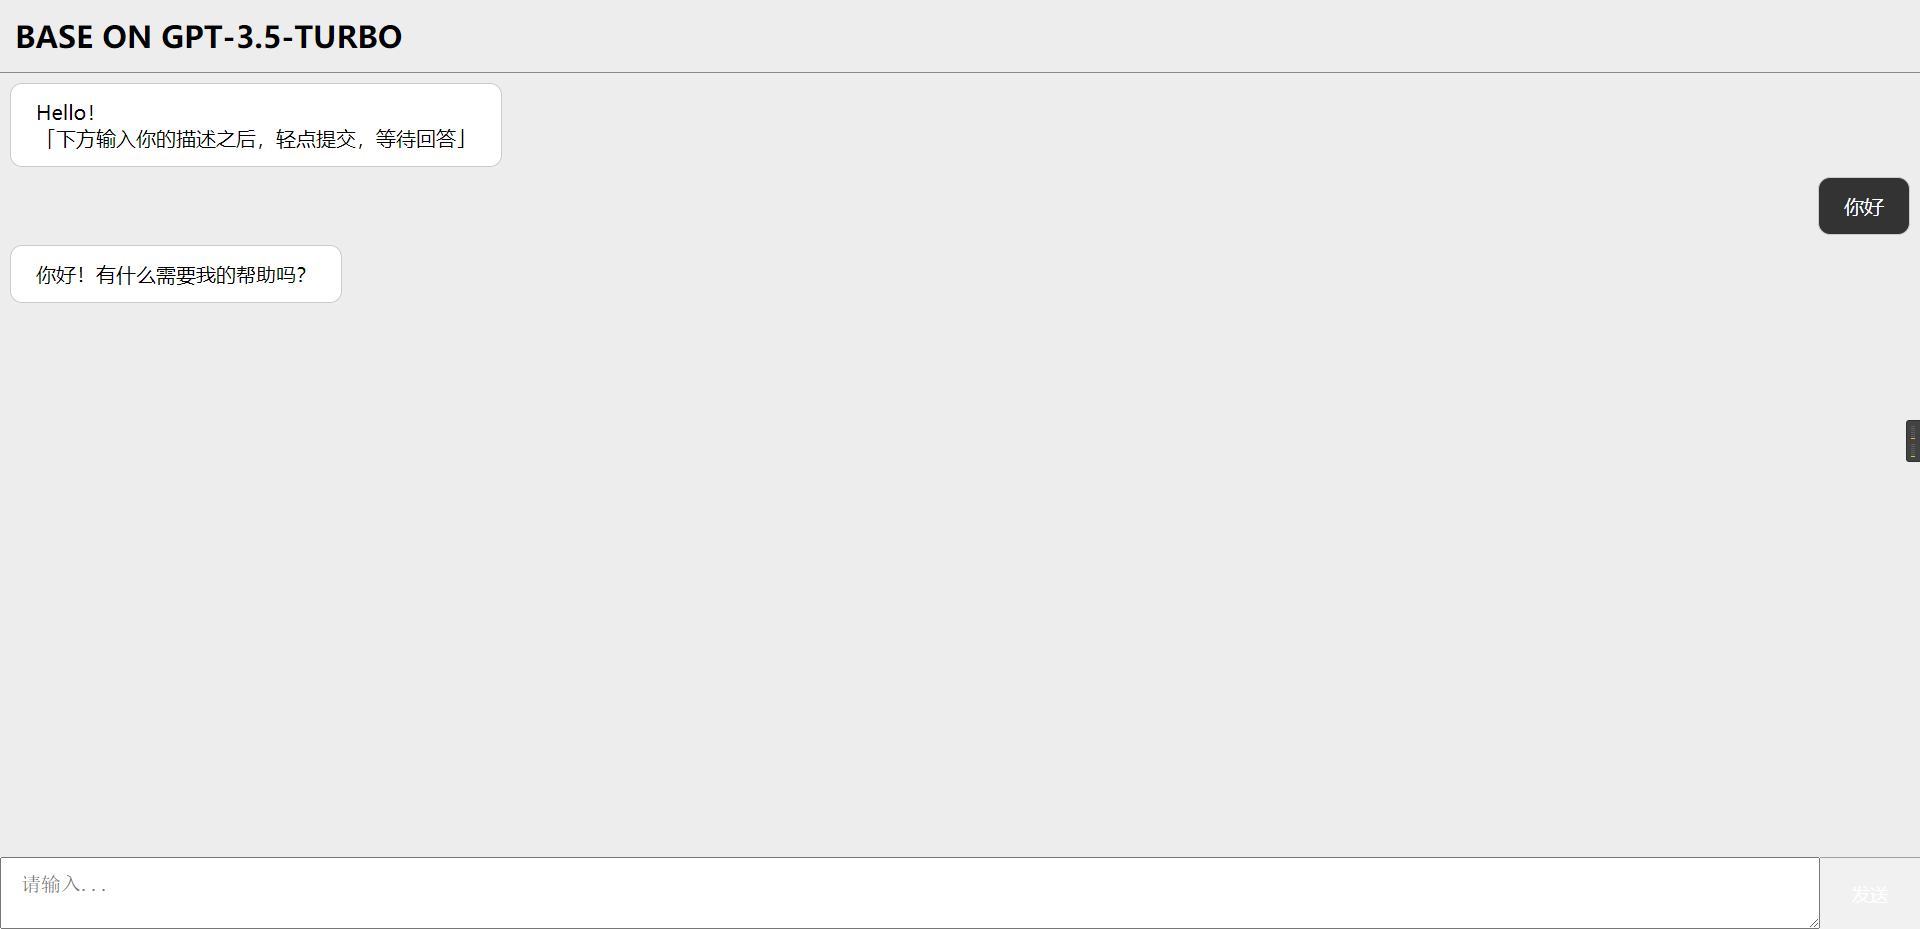 BASE ON GPT-3.5-TURBO
Hello!
「下方输入你的描述之后，轻点提交，等待回答」
你好
你好！有什么需要我的帮助吗？
请输入...
发送